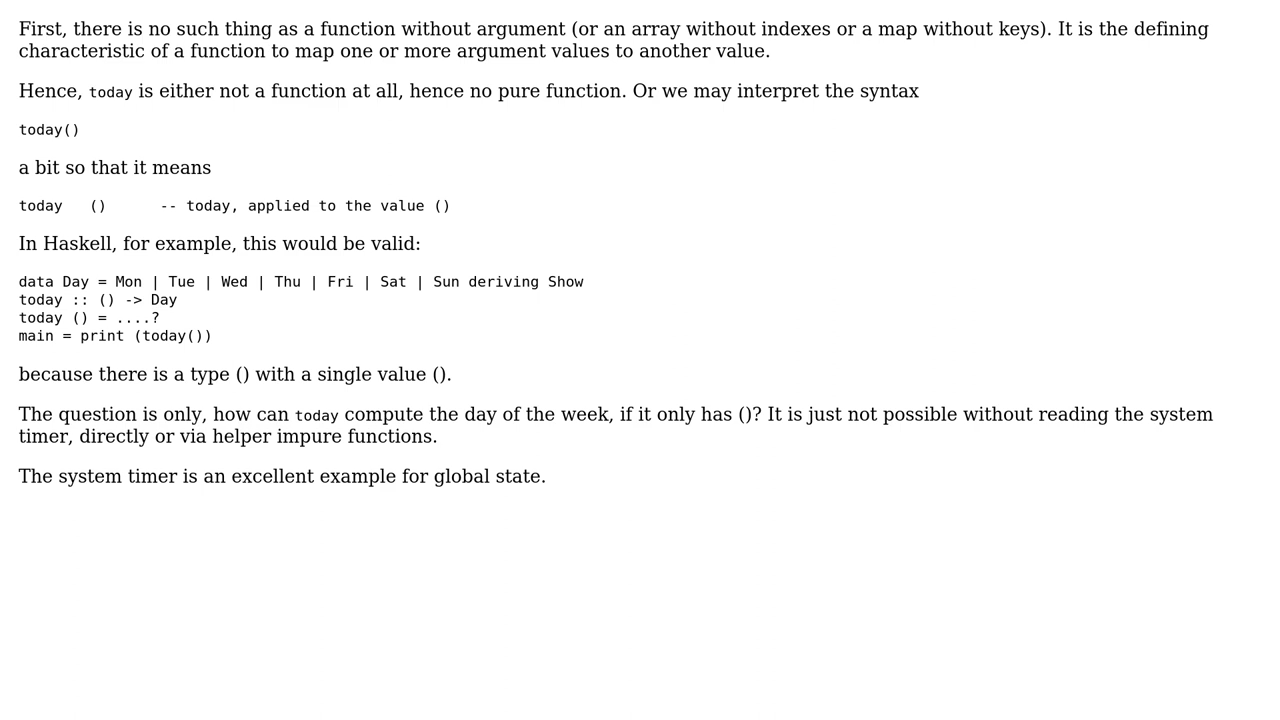 First, there is no such thing as a function without argument (or an array without indexes or a map without keys). It is the defining
characteristic of a function to map one or more argument values to another value.
Hence, today is either not a function at all, hence no pure function. Or we may interpret the syntax
today()
a bit so that it means
today   ()      -- today, applied to the value ()
In Haskell, for example, this would be valid:
data Day = Mon | Tue | Wed | Thu | Fri | Sat | Sun deriving Show
today :: () -> Day
today () = ....?
main = print (today())
because there is a type () with a single value ().
The question is only, how can today compute the day of the week, if it only has ()? It is just not possible without reading the system
timer, directly or via helper impure functions.
The system timer is an excellent example for global state.